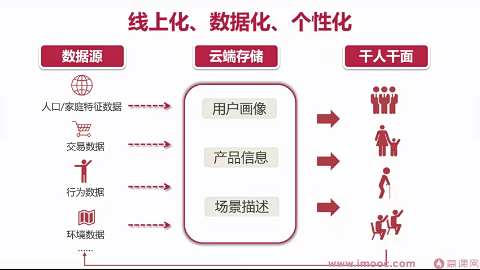 线上化、数据化、个性化
数据源
云端存储
千人千面
人口/家庭特征数据
交易数据
行为数据
环境数据
……
用户画像
产品信息
场景描述
www.imooc.com
慕课网